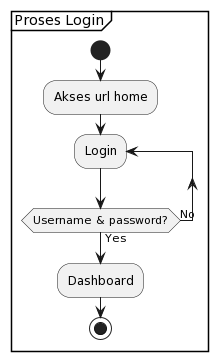 Proses Login
Akses url home
Login
Username & password?
No
Yes
Dashboard